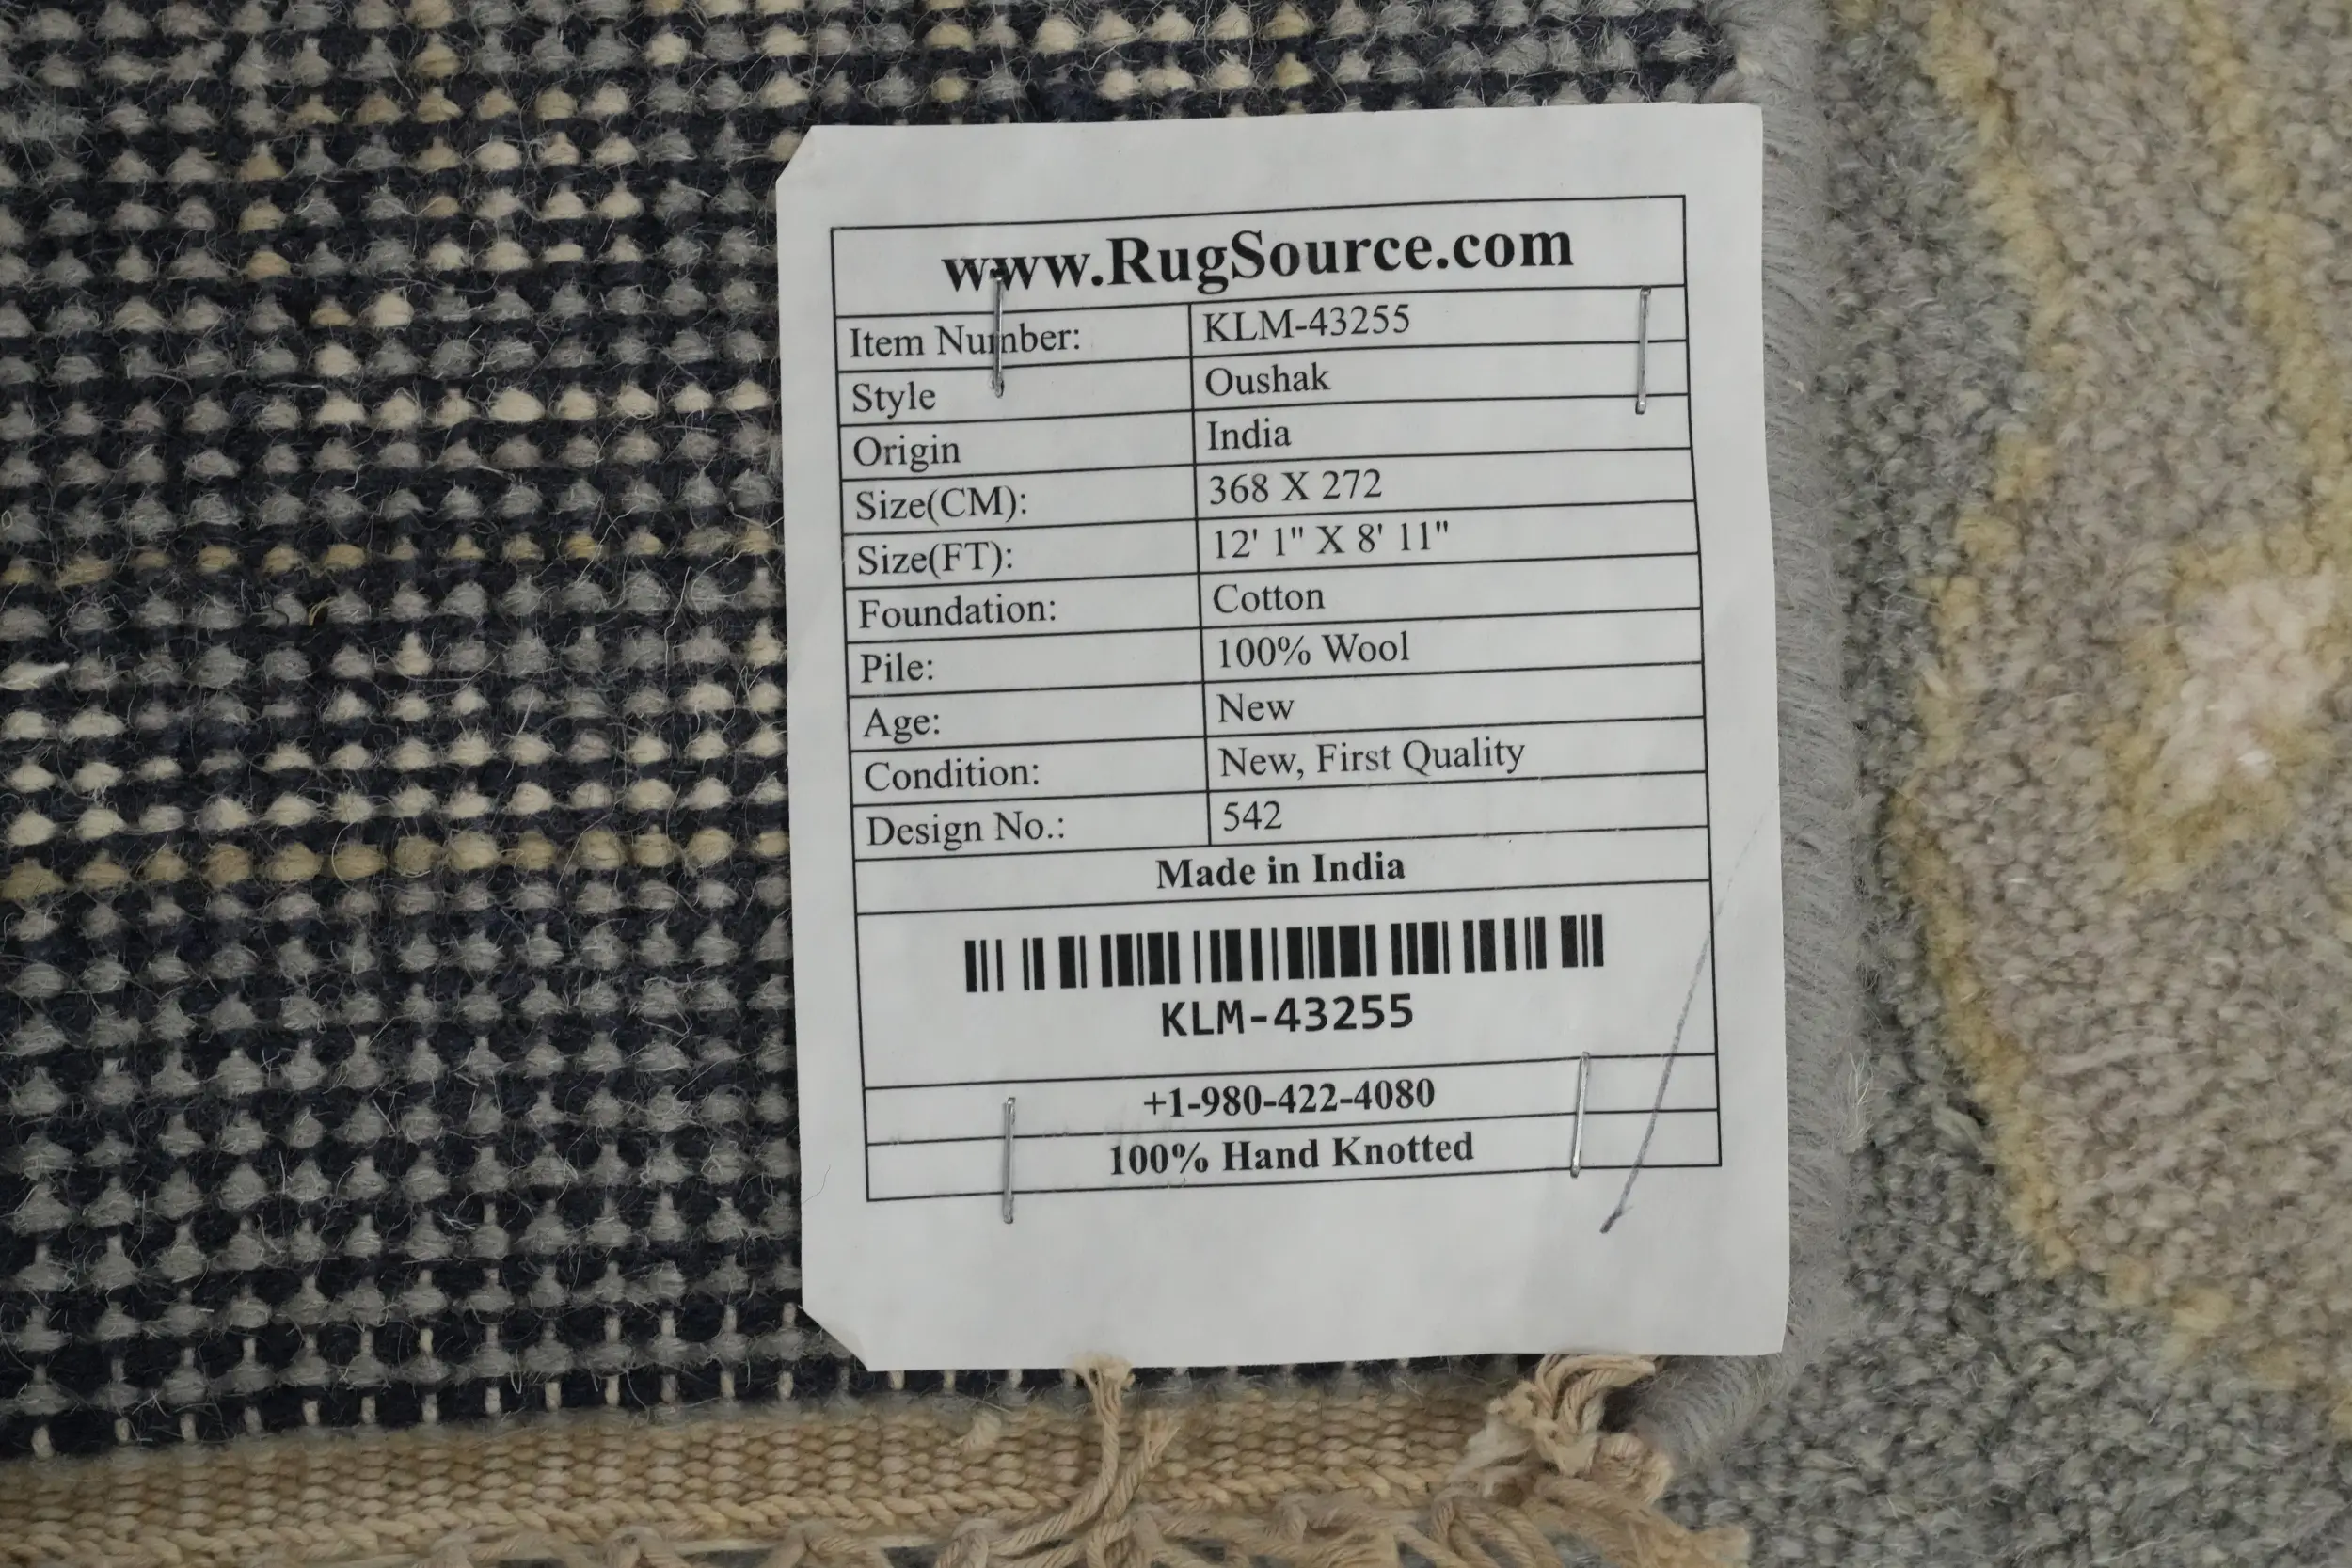 www.RugSource.com
Item Number: KLM-43255
Style Oushak
Origin India
Size(CM): 368 X 272
Size(FT): 12' 1" X 8' 11"
Foundation: Cotton
Pile: 100% Wool
Age: New
Condition: New, First Quality
Design No.: 542
Made in India
KLM-43255
+1-980-422-4080
100% Hand Knotted